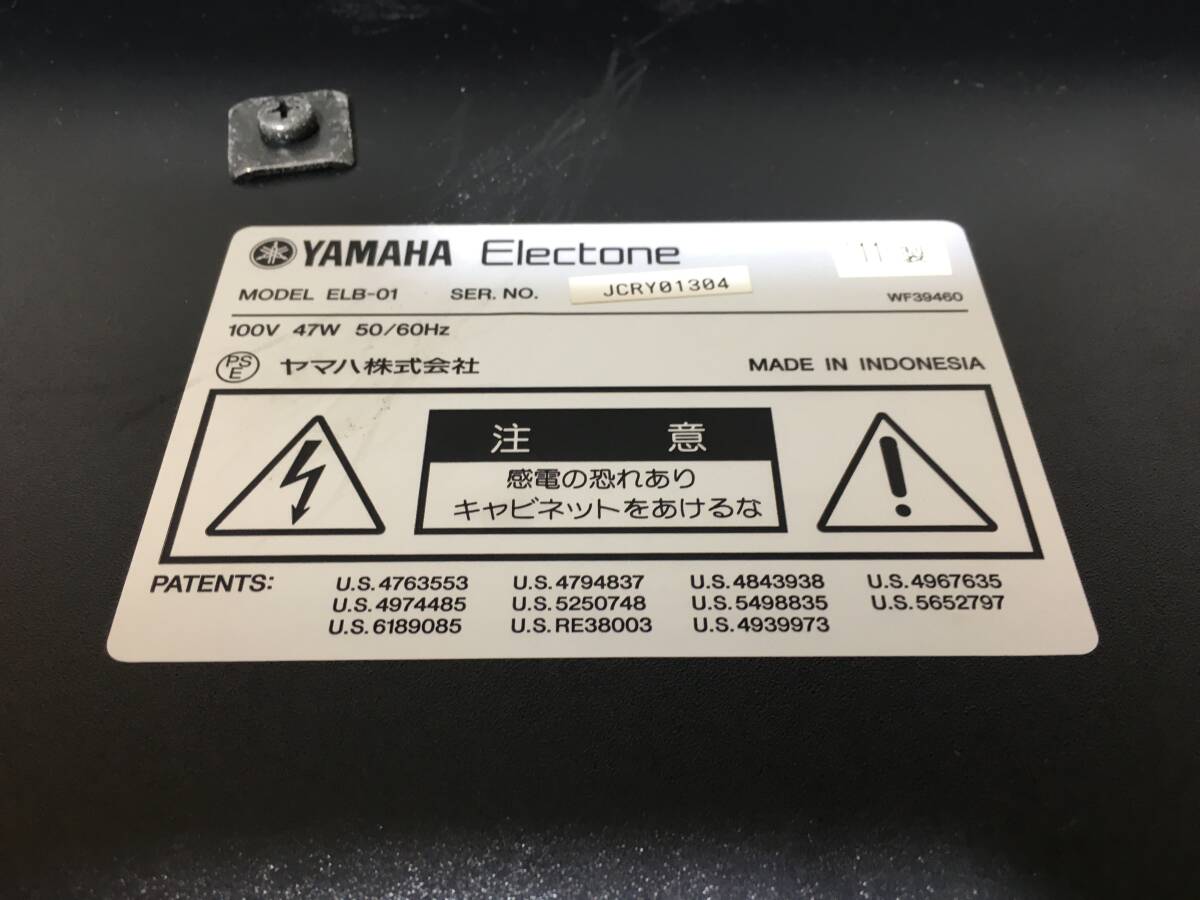 YAMAHA Electone '11 製
MODEL ELB-01 SER. NO. JCRY01304 WF39460
100V 47W 50/60Hz
PSE ヤマハ株式会社 MADE IN INDONESIA
注 意
感電の恐れあり
キャビネットをあけるな
PATENTS: U.S.4763553 U.S.4794837 U.S.4843938 U.S.4967635
U.S.4974485 U.S.5250748 U.S.5498835 U.S.5652797
U.S.6189085 U.S.RE38003 U.S.4939973